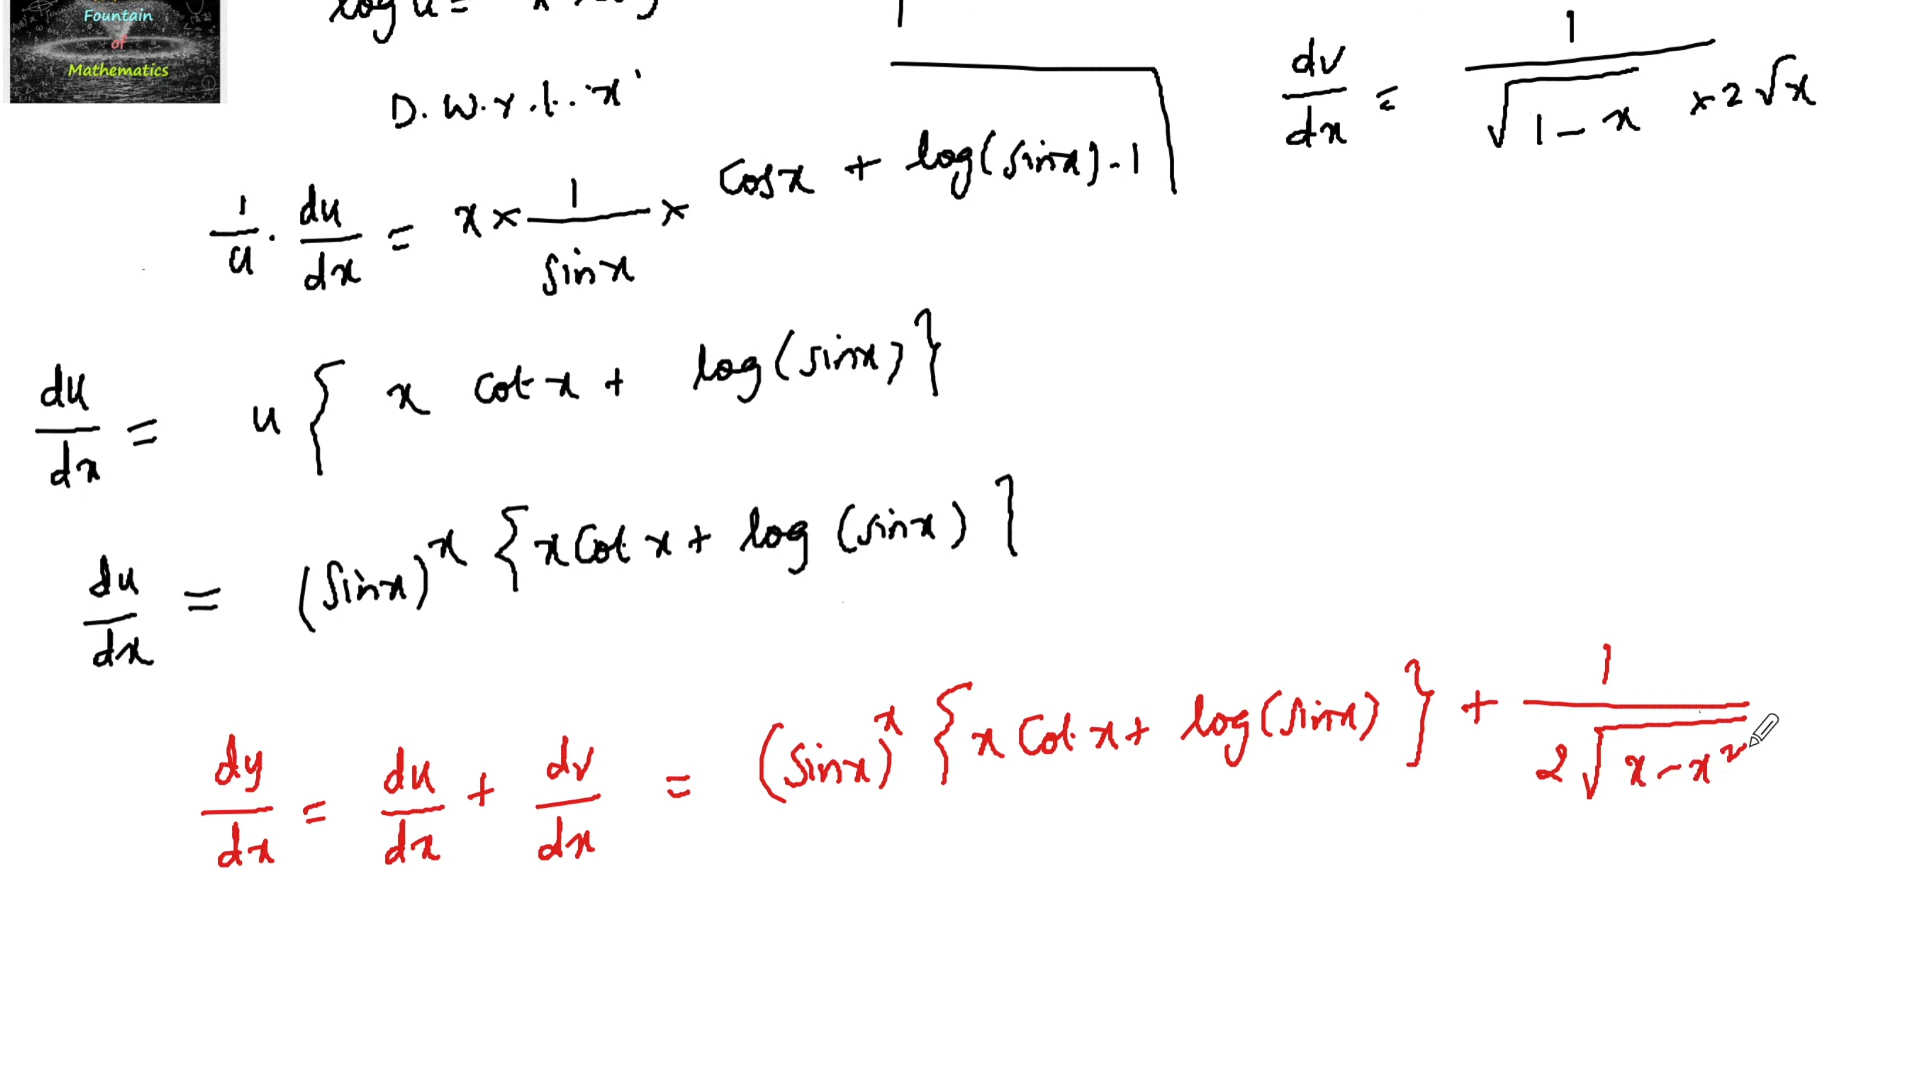 Fountain
of
Mathematics
log u =
D.w.r.t. 'x'
1/u · du/dx = x × 1/sinx × cosx + log(sinx)·1
dv/dx = 1/√(1-x) × 2√x
du/dx = u { x cot x + log(sinx) }
du/dx = (sinx)^x { x cot x + log (sinx) }
dy/dx = du/dx + dv/dx = (sinx)^x { x cot x + log(sinx) } + 1/2√(x-x²)